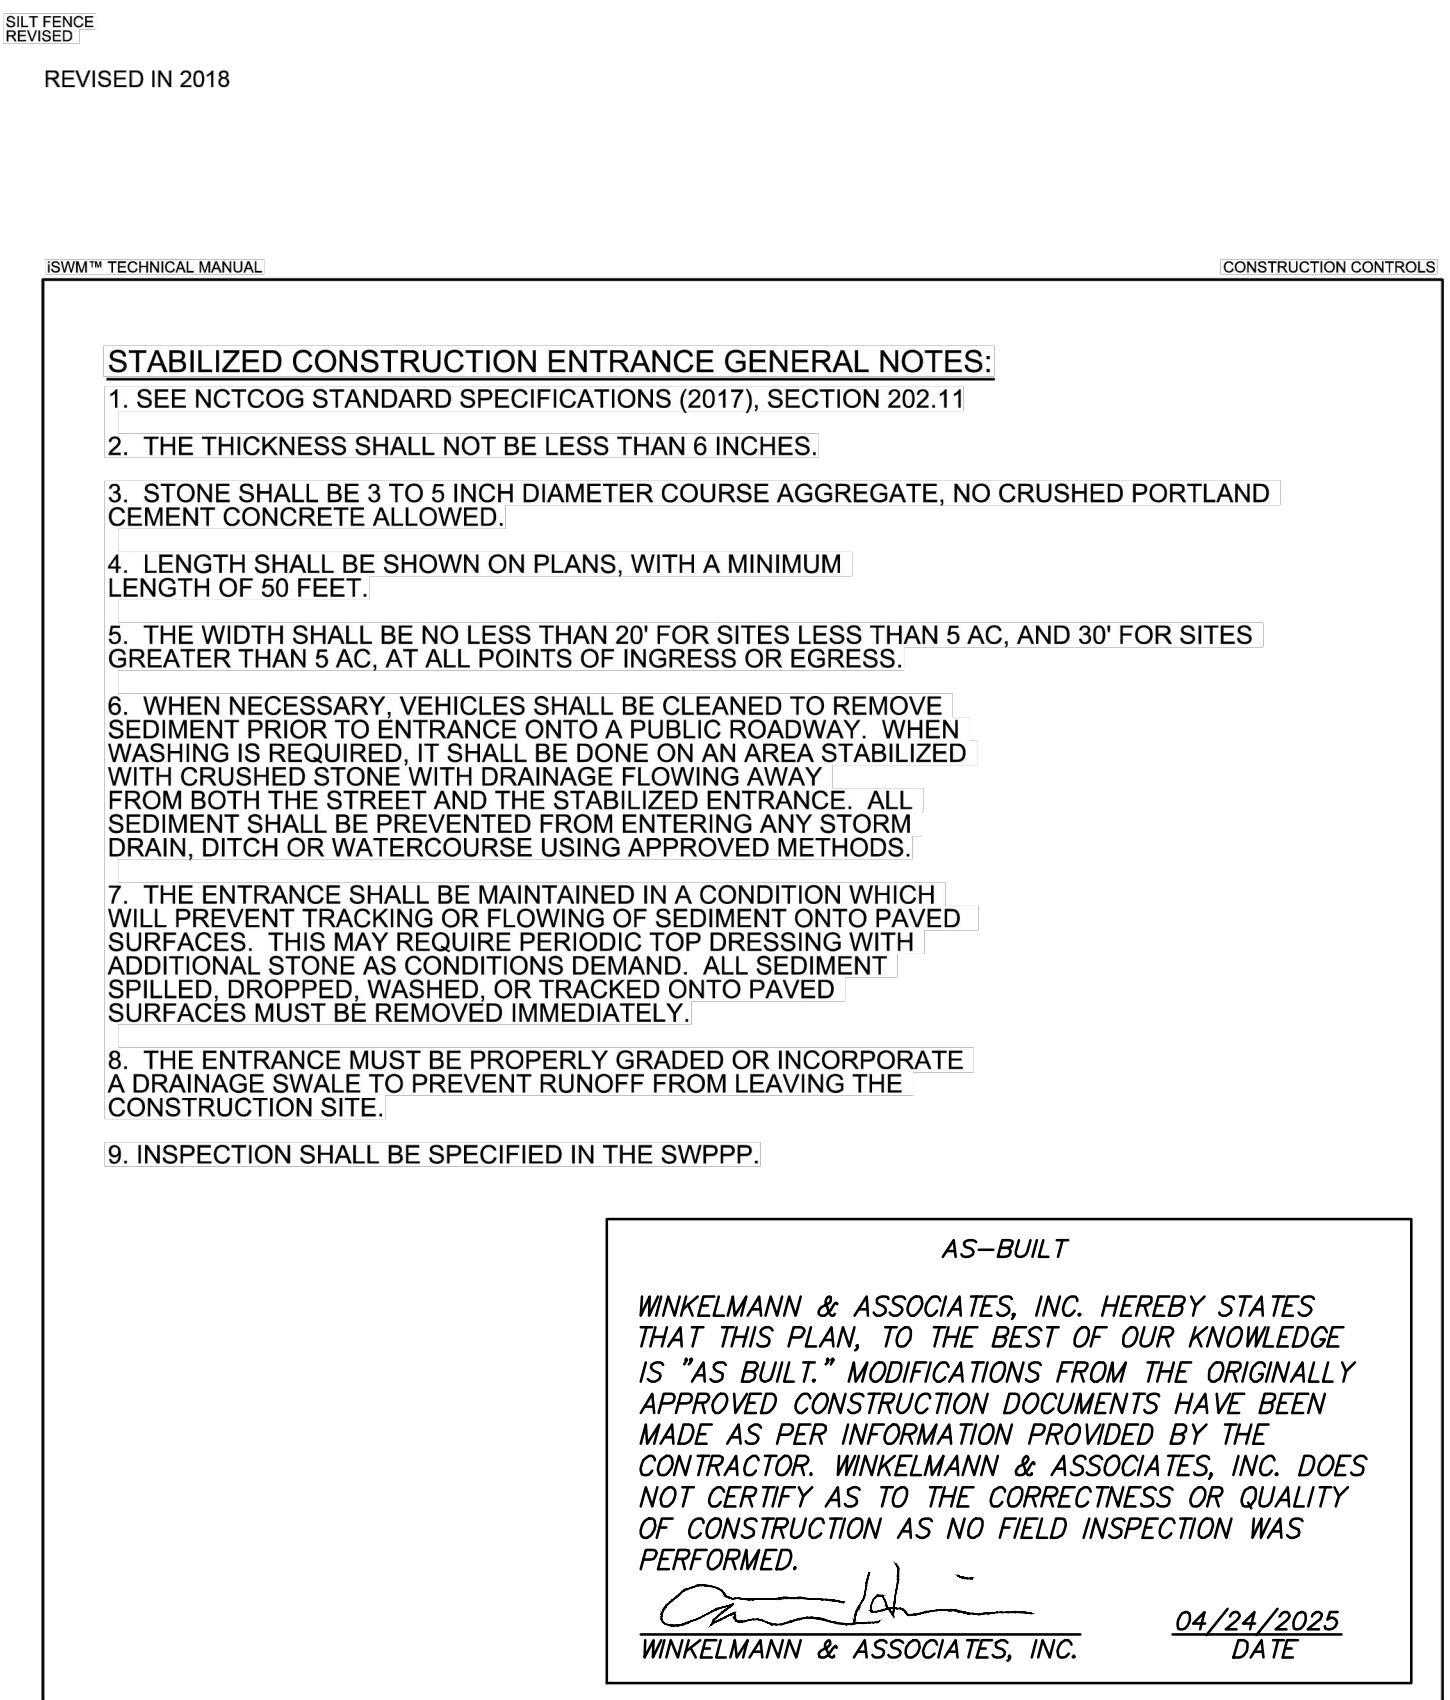 SILT FENCE
REVISED
REVISED IN 2018
iSWM™ TECHNICAL MANUAL
CONSTRUCTION CONTROLS
STABILIZED CONSTRUCTION ENTRANCE GENERAL NOTES:
1. SEE NCTCOG STANDARD SPECIFICATIONS (2017), SECTION 202.11
2. THE THICKNESS SHALL NOT BE LESS THAN 6 INCHES.
3. STONE SHALL BE 3 TO 5 INCH DIAMETER COURSE AGGREGATE, NO CRUSHED PORTLAND
CEMENT CONCRETE ALLOWED.
4. LENGTH SHALL BE SHOWN ON PLANS, WITH A MINIMUM
LENGTH OF 50 FEET.
5. THE WIDTH SHALL BE NO LESS THAN 20' FOR SITES LESS THAN 5 AC, AND 30' FOR SITES
GREATER THAN 5 AC, AT ALL POINTS OF INGRESS OR EGRESS.
6. WHEN NECESSARY, VEHICLES SHALL BE CLEANED TO REMOVE
SEDIMENT PRIOR TO ENTRANCE ONTO A PUBLIC ROADWAY. WHEN
WASHING IS REQUIRED, IT SHALL BE DONE ON AN AREA STABILIZED
WITH CRUSHED STONE WITH DRAINAGE FLOWING AWAY
FROM BOTH THE STREET AND THE STABILIZED ENTRANCE. ALL
SEDIMENT SHALL BE PREVENTED FROM ENTERING ANY STORM
DRAIN, DITCH OR WATERCOURSE USING APPROVED METHODS.
7. THE ENTRANCE SHALL BE MAINTAINED IN A CONDITION WHICH
WILL PREVENT TRACKING OR FLOWING OF SEDIMENT ONTO PAVED
SURFACES. THIS MAY REQUIRE PERIODIC TOP DRESSING WITH
ADDITIONAL STONE AS CONDITIONS DEMAND. ALL SEDIMENT
SPILLED, DROPPED, WASHED, OR TRACKED ONTO PAVED
SURFACES MUST BE REMOVED IMMEDIATELY.
8. THE ENTRANCE MUST BE PROPERLY GRADED OR INCORPORATE
A DRAINAGE SWALE TO PREVENT RUNOFF FROM LEAVING THE
CONSTRUCTION SITE.
9. INSPECTION SHALL BE SPECIFIED IN THE SWPPP.
AS-BUILT
WINKELMANN & ASSOCIATES, INC. HEREBY STATES
THAT THIS PLAN, TO THE BEST OF OUR KNOWLEDGE
IS "AS BUILT." MODIFICATIONS FROM THE ORIGINALLY
APPROVED CONSTRUCTION DOCUMENTS HAVE BEEN
MADE AS PER INFORMATION PROVIDED BY THE
CONTRACTOR. WINKELMANN & ASSOCIATES, INC. DOES
NOT CERTIFY AS TO THE CORRECTNESS OR QUALITY
OF CONSTRUCTION AS NO FIELD INSPECTION WAS
PERFORMED.
04/24/2025
WINKELMANN & ASSOCIATES, INC.
DATE